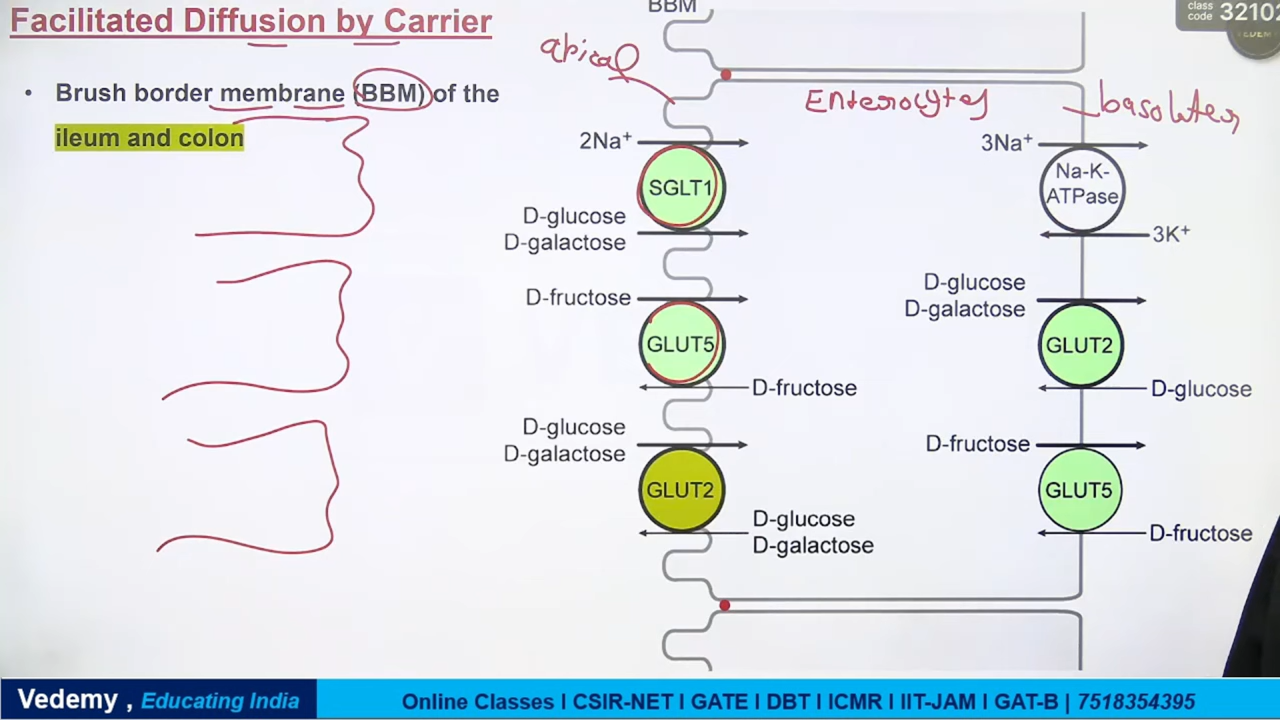 Facilitated Diffusion by Carrier
• Brush border membrane (BBM) of the
ileum and colon
BBM
class
code 32102
apical
Enterocytes
basolater
2Na⁺
SGLT1
D-glucose
D-galactose
3Na⁺
Na-K-
ATPase
3K⁺
D-fructose
GLUT5
D-fructose
D-glucose
D-galactose
GLUT2
D-glucose
D-glucose
D-galactose
GLUT2
D-glucose
D-galactose
D-fructose
GLUT5
D-fructose
Vedemy , Educating India
Online Classes I CSIR-NET I GATE I DBT I ICMR I IIT-JAM I GAT-B | 7518354395